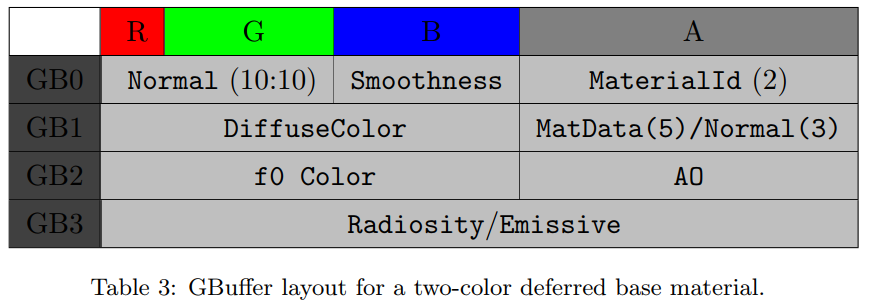 R G B A
GB0 Normal (10:10) Smoothness MaterialId (2)
GB1 DiffuseColor MatData(5)/Normal(3)
GB2 f0 Color AO
GB3 Radiosity/Emissive
Table 3: GBuffer layout for a two-color deferred base material.